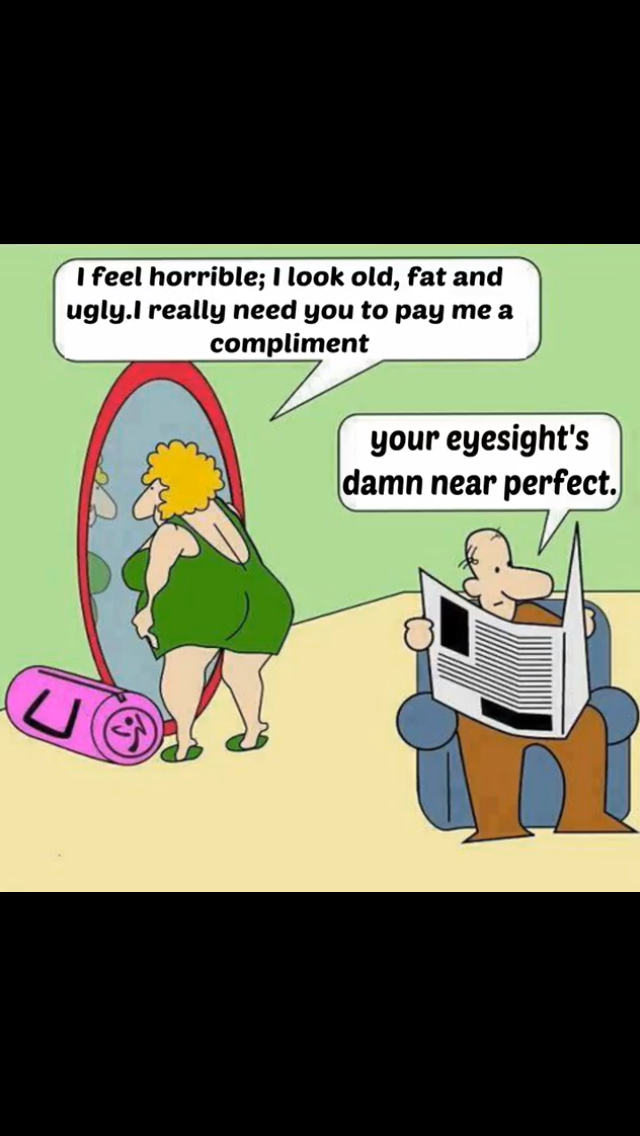 I feel horrible; I look old, fat and
ugly.I really need you to pay me a
compliment
your eyesight's
damn near perfect.